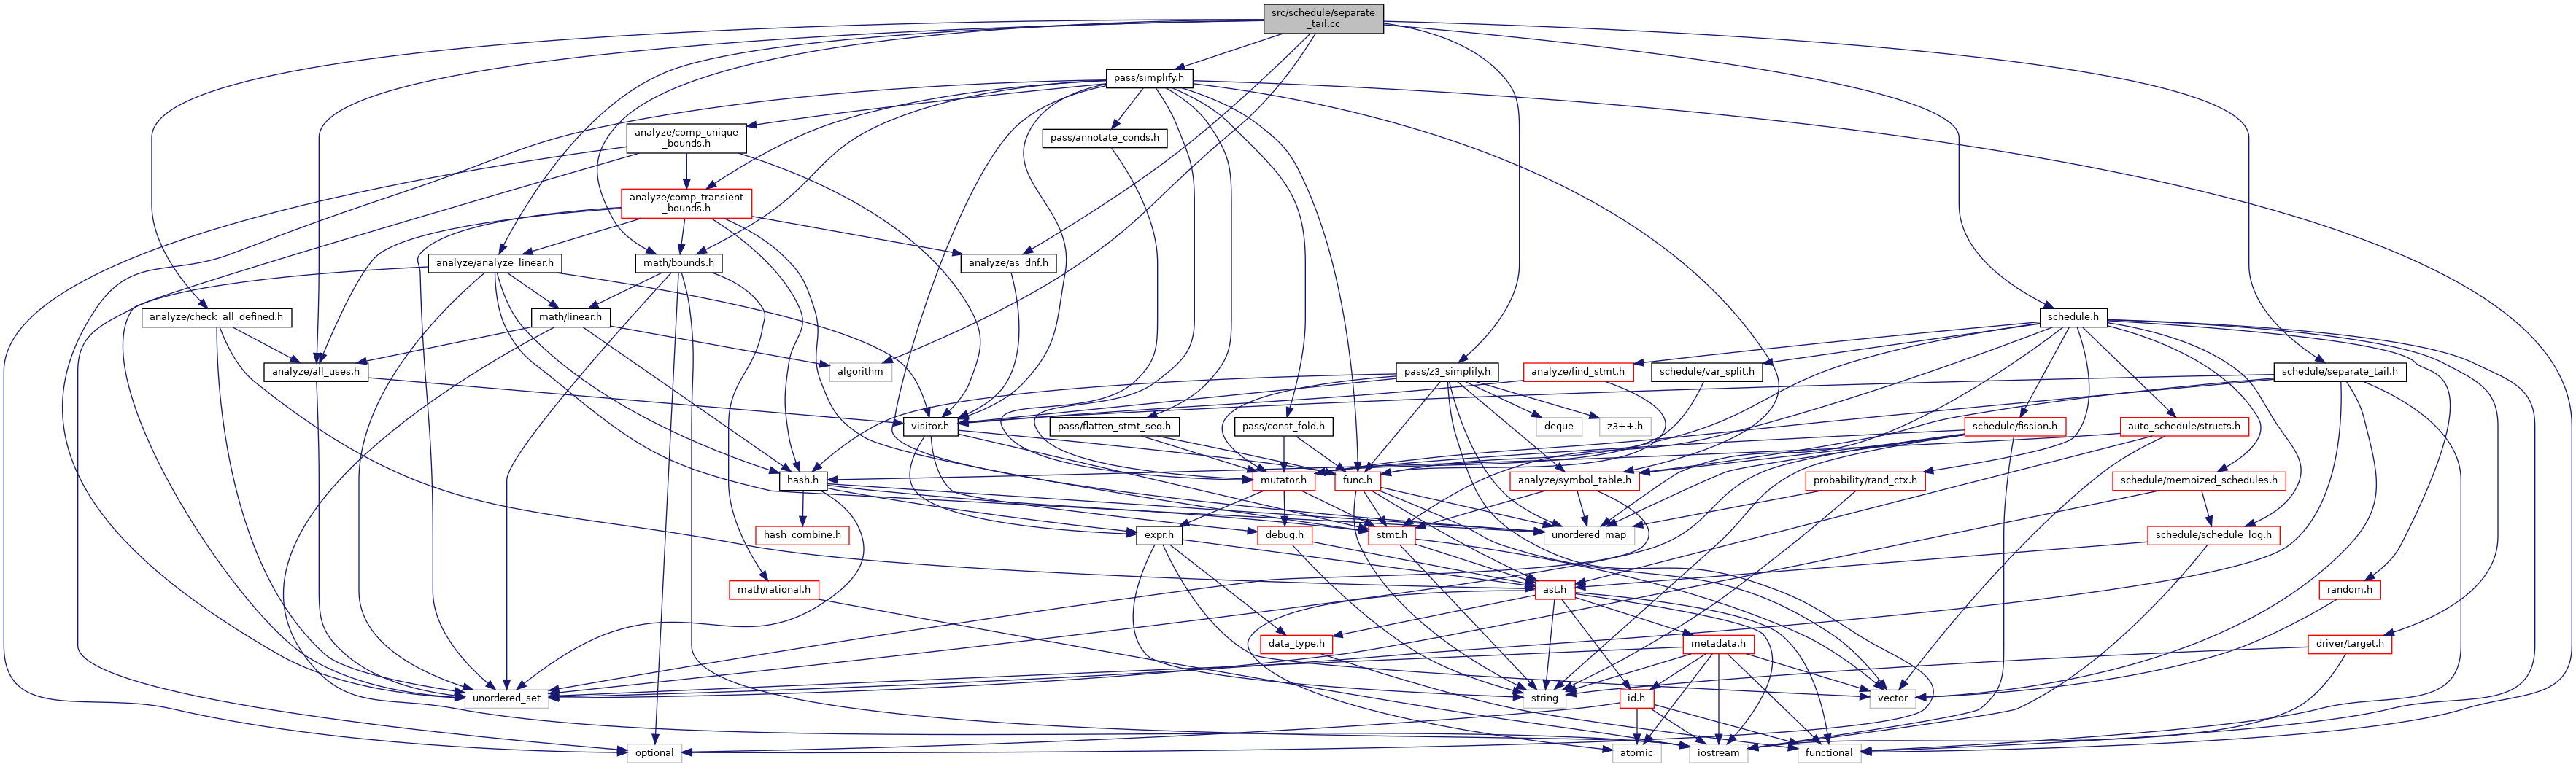 src/schedule/separate
_tail.cc
pass/simplify.h
analyze/comp_unique
_bounds.h
pass/annotate_conds.h
analyze/comp_transient
_bounds.h
analyze/analyze_linear.h
math/bounds.h
analyze/as_dnf.h
analyze/check_all_defined.h
math/linear.h
schedule.h
analyze/all_uses.h
algorithm
pass/z3_simplify.h
analyze/find_stmt.h
schedule/var_split.h
schedule/separate_tail.h
visitor.h
pass/flatten_stmt_seq.h
pass/const_fold.h
deque
z3++.h
schedule/fission.h
auto_schedule/structs.h
hash.h
mutator.h
func.h
analyze/symbol_table.h
probability/rand_ctx.h
schedule/memoized_schedules.h
hash_combine.h
expr.h
debug.h
stmt.h
unordered_map
schedule/schedule_log.h
math/rational.h
ast.h
random.h
data_type.h
metadata.h
driver/target.h
unordered_set
string
id.h
vector
optional
atomic
iostream
functional